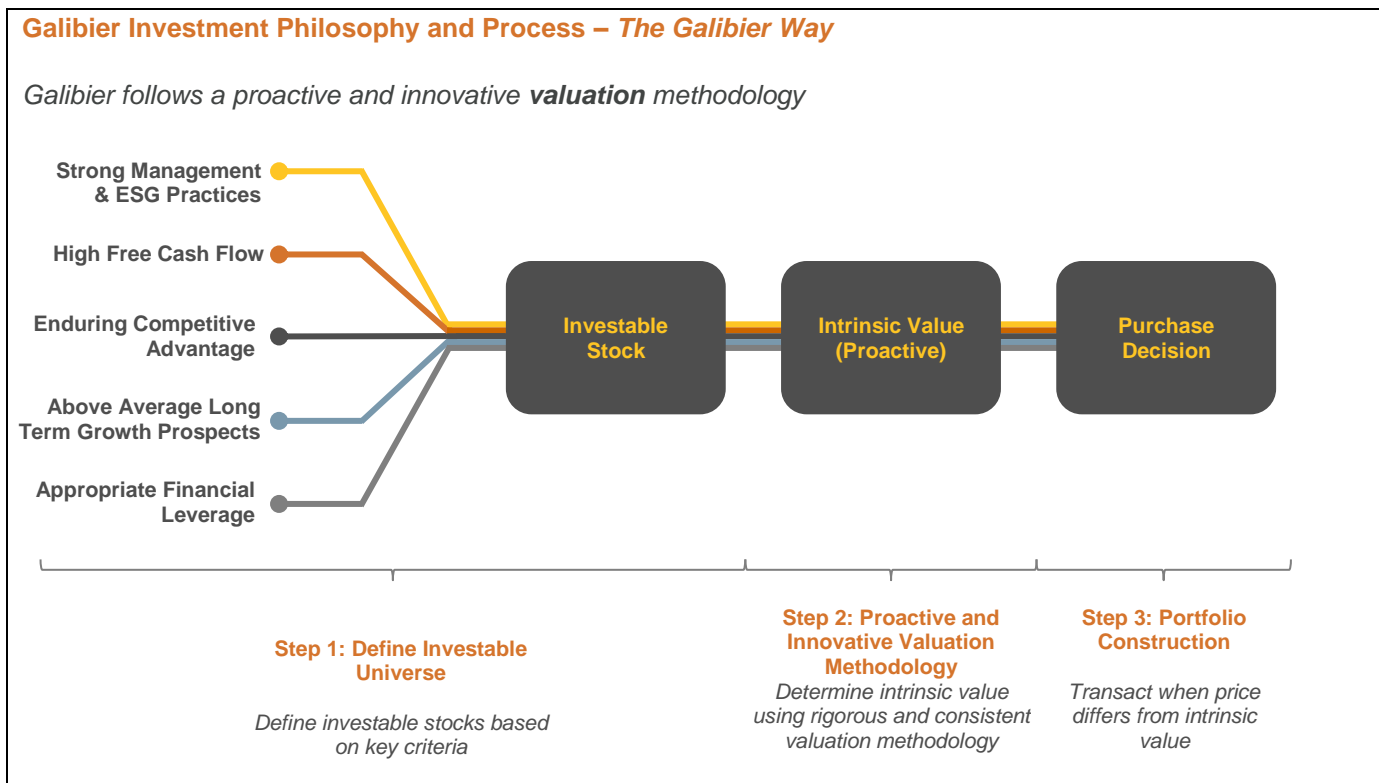 Galibier Investment Philosophy and Process – The Galibier Way
Galibier follows a proactive and innovative valuation methodology
Strong Management
& ESG Practices
High Free Cash Flow
Enduring Competitive
Advantage
Above Average Long
Term Growth Prospects
Appropriate Financial
Leverage
Investable
Stock
Intrinsic Value
(Proactive)
Purchase
Decision
Step 1: Define Investable
Universe
Define investable stocks based
on key criteria
Step 2: Proactive and
Innovative Valuation
Methodology
Determine intrinsic value
using rigorous and consistent
valuation methodology
Step 3: Portfolio
Construction
Transact when price
differs from intrinsic
value